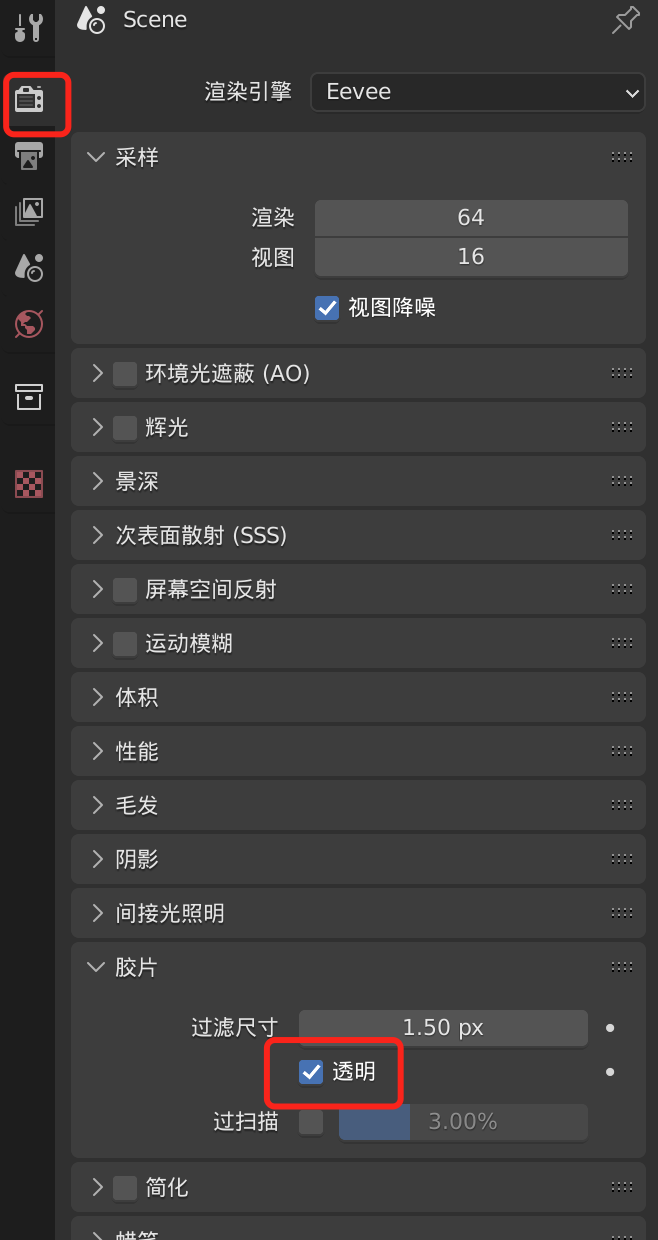 Scene
渲染引擎 Eevee
采样
渲染 64
视图 16
视图降噪
环境光遮蔽 (AO)
辉光
景深
次表面散射 (SSS)
屏幕空间反射
运动模糊
体积
性能
毛发
阴影
间接光照明
胶片
过滤尺寸 1.50 px
透明
过扫描 3.00%
简化
蜡笔